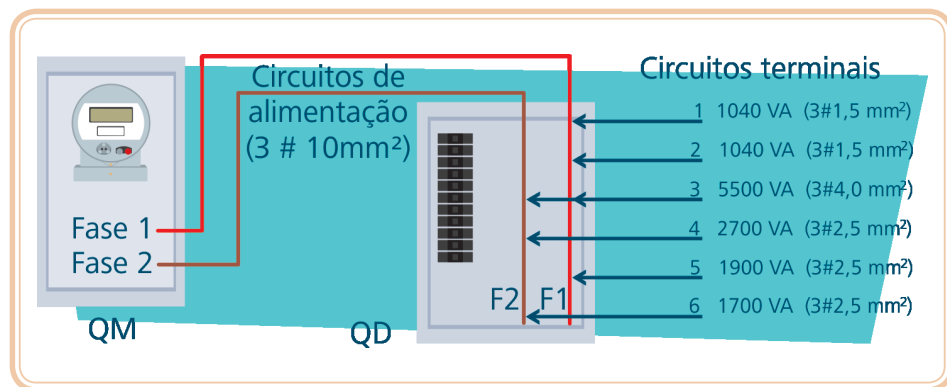 Circuitos de
alimentação
(3 # 10mm²)
Circuitos terminais
1 1040 VA (3#1,5 mm²)
2 1040 VA (3#1,5 mm²)
3 5500 VA (3#4,0 mm²)
4 2700 VA (3#2,5 mm²)
5 1900 VA (3#2,5 mm²)
6 1700 VA (3#2,5 mm²)
Fase 1
Fase 2
F2 F1
QM
QD